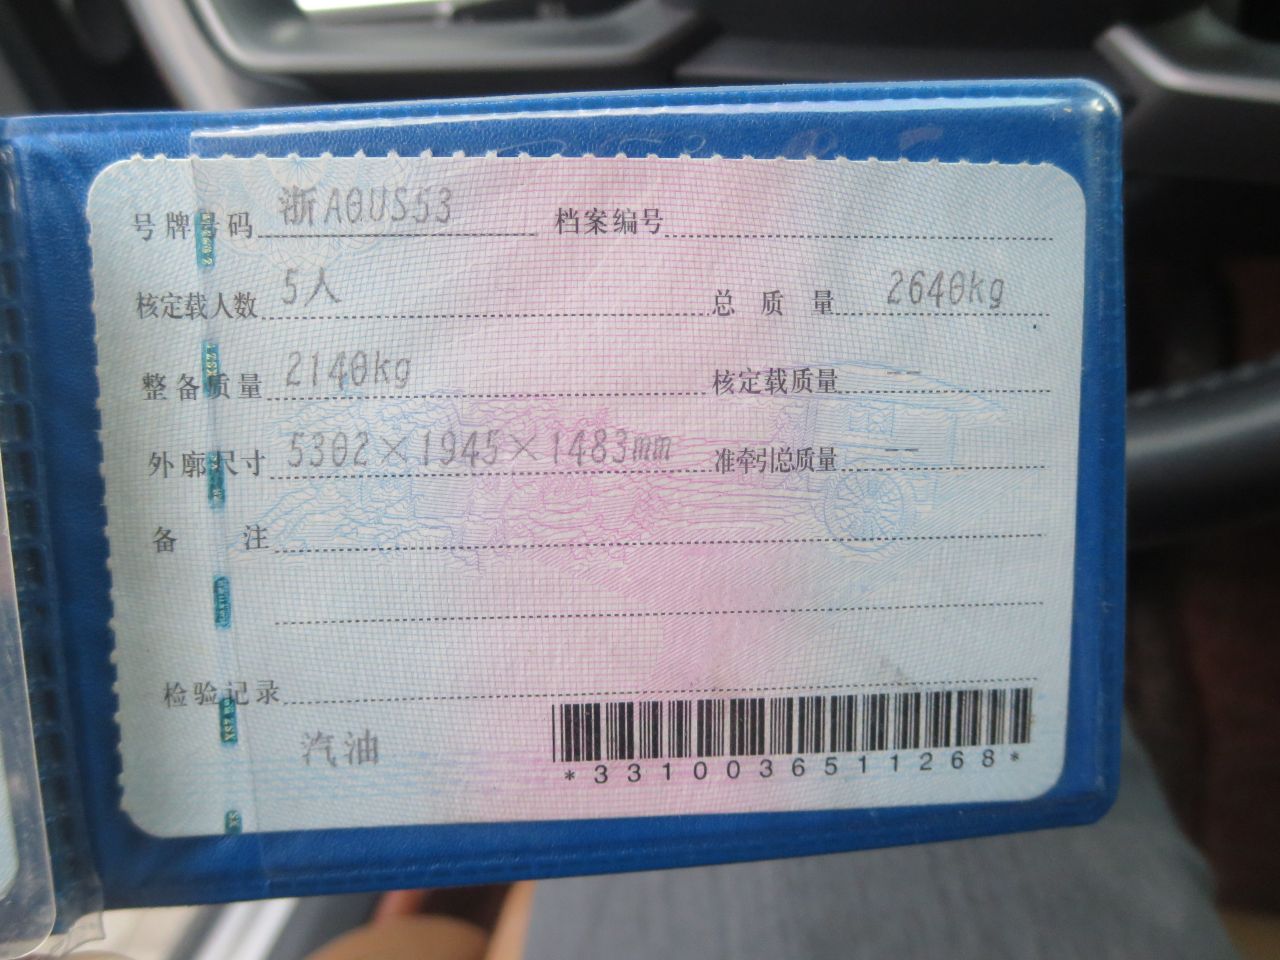 号牌号码 浙A0US53 档案编号
核定载人数 5人 总质量 2640kg
整备质量 2140kg 核定载质量 --
外廓尺寸 5302×1945×1483mm 准牵引总质量 --
备注
检验记录
汽油
*3310036511268*